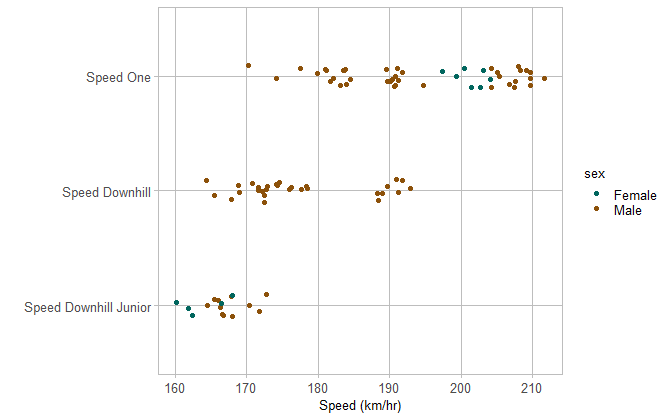 Speed One
Speed Downhill
Speed Downhill Junior
160 170 180 190 200 210
Speed (km/hr)
sex
Female
Male